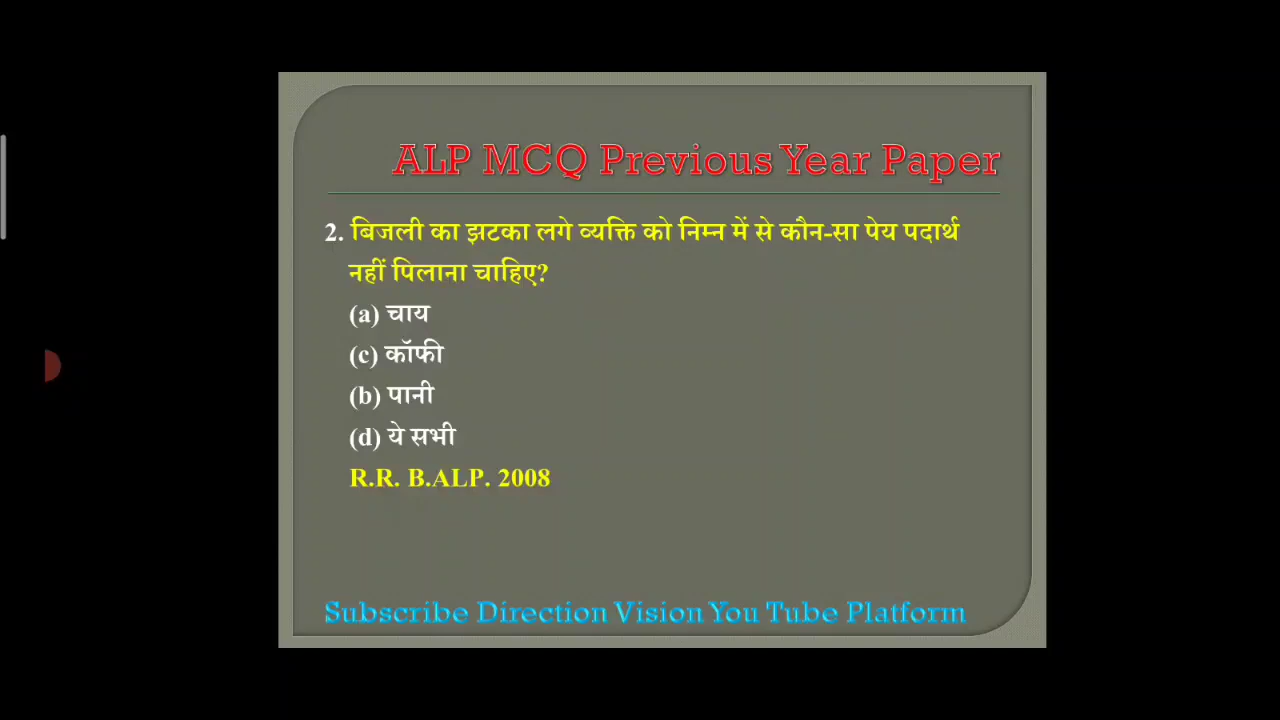 ALP MCQ Previous Year Paper
2. बिजली का झटका लगे व्यक्ति को निम्न में से कौन-सा पेय पदार्थ
नहीं पिलाना चाहिए?
(a) चाय
(c) कॉफी
(b) पानी
(d) ये सभी
R.R. B.ALP. 2008
Subscribe Direction Vision You Tube Platform